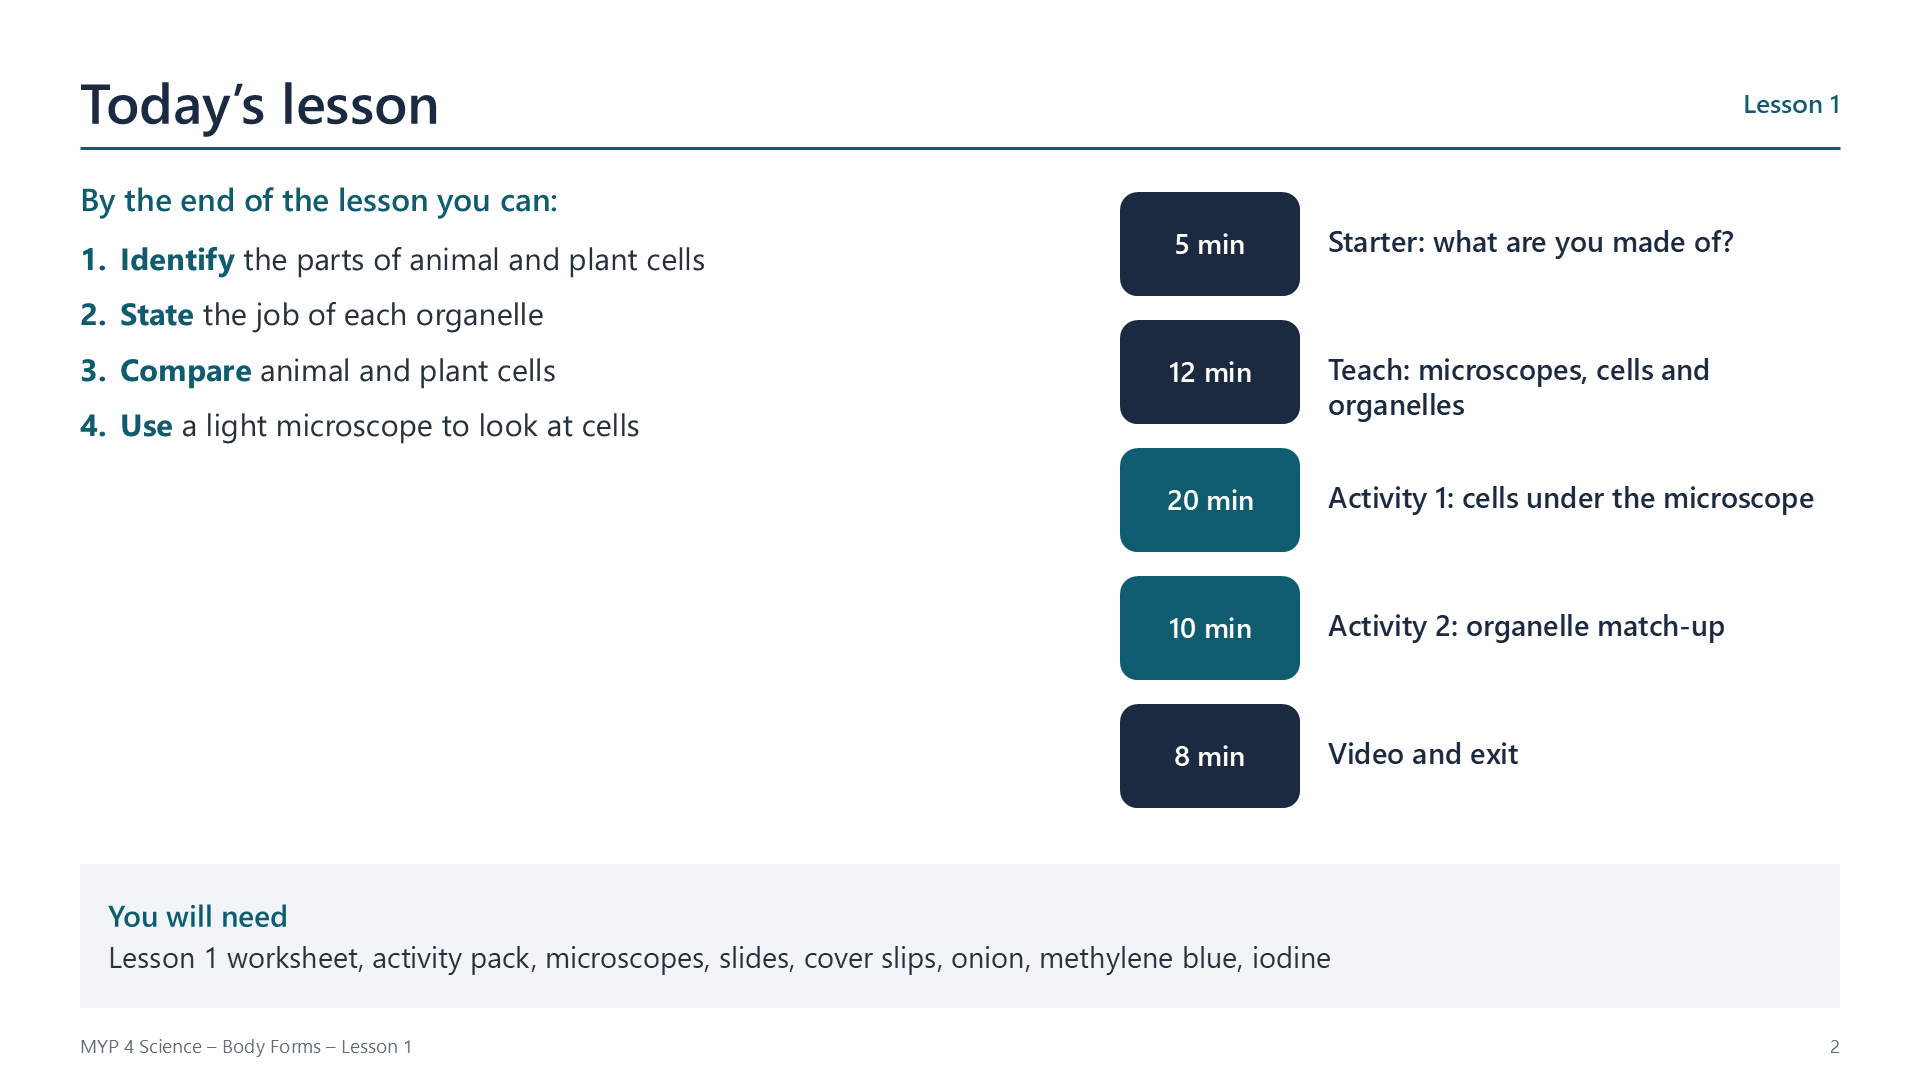 Today’s lesson
Lesson 1
By the end of the lesson you can:
1. Identify the parts of animal and plant cells
2. State the job of each organelle
3. Compare animal and plant cells
4. Use a light microscope to look at cells
5 min
Starter: what are you made of?
12 min
Teach: microscopes, cells and
organelles
20 min
Activity 1: cells under the microscope
10 min
Activity 2: organelle match-up
8 min
Video and exit
You will need
Lesson 1 worksheet, activity pack, microscopes, slides, cover slips, onion, methylene blue, iodine
MYP 4 Science – Body Forms – Lesson 1
2